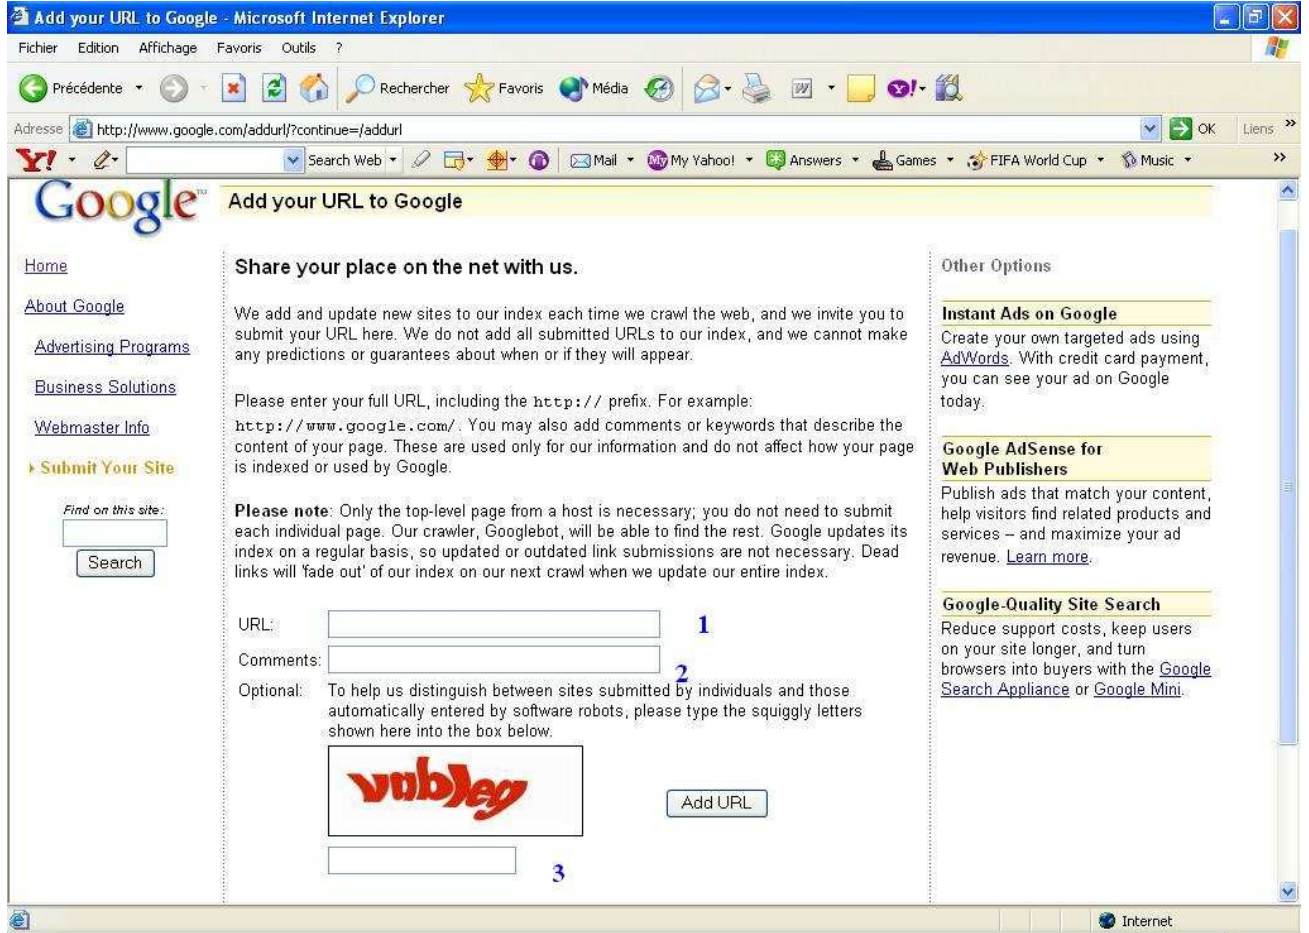 Add your URL to Google - Microsoft Internet Explorer
Fichier Edition Affichage Favoris Outils ?
Précédente Rechercher Favoris Média
Adresse http://www.google.com/addurl/?continue=/addurl OK Liens »
Y! Search Web Mail My Yahoo! Answers Games FIFA World Cup Music »
Google™ Add your URL to Google
Home
About Google
Advertising Programs
Business Solutions
Webmaster Info
Submit Your Site
Find on this site:
Search
Share your place on the net with us.
We add and update new sites to our index each time we crawl the web, and we invite you to
submit your URL here. We do not add all submitted URLs to our index, and we cannot make
any predictions or guarantees about when or if they will appear.
Please enter your full URL, including the http:// prefix. For example:
http://www.google.com/. You may also add comments or keywords that describe the
content of your page. These are used only for our information and do not affect how your page
is indexed or used by Google.
Please note: Only the top-level page from a host is necessary; you do not need to submit
each individual page. Our crawler, Googlebot, will be able to find the rest. Google updates its
index on a regular basis, so updated or outdated link submissions are not necessary. Dead
links will 'fade out' of our index on our next crawl when we update our entire index.
URL: 1
Comments: 2
Optional: To help us distinguish between sites submitted by individuals and those
automatically entered by software robots, please type the squiggly letters
shown here into the box below.
Add URL
3
Other Options
Instant Ads on Google
Create your own targeted ads using
AdWords. With credit card payment,
you can see your ad on Google
today.
Google AdSense for
Web Publishers
Publish ads that match your content,
help visitors find related products and
services – and maximize your ad
revenue. Learn more.
Google-Quality Site Search
Reduce support costs, keep users
on your site longer, and turn
browsers into buyers with the Google
Search Appliance or Google Mini.
Internet